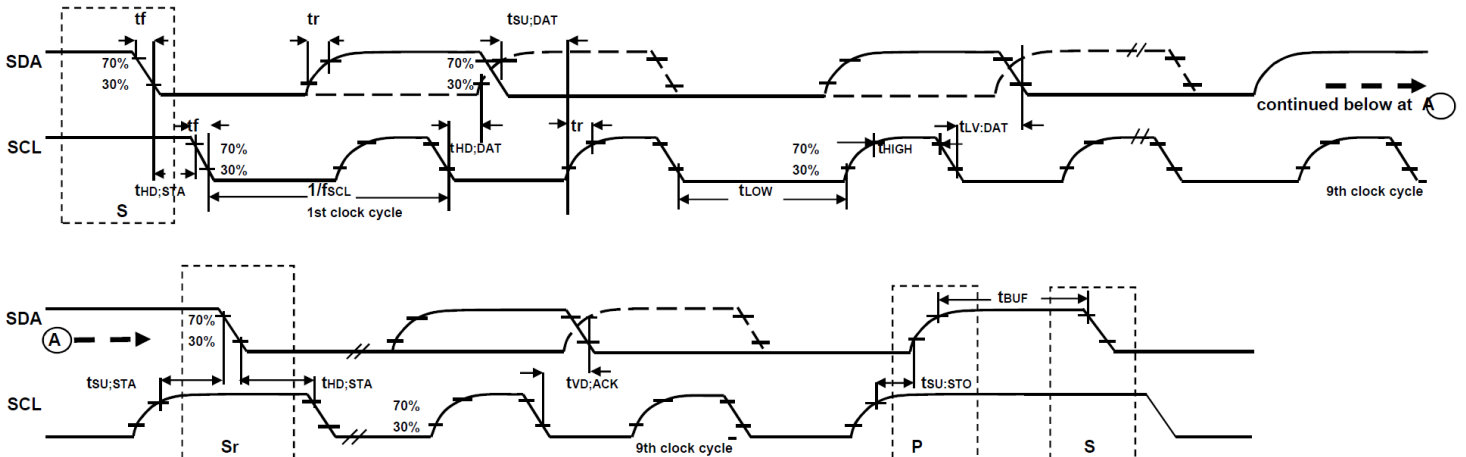 tf tr tSU;DAT
SDA 70% 70%
30% 30%
continued below at A
tf tHD;DAT tr tLV:DAT
SCL 70% 70% tHIGH
30% 30%
tHD;STA 1/fSCL tLOW
S 1st clock cycle 9th clock cycle
tBUF
SDA 70%
A 30%
tSU;STA tHD;STA tVD;ACK tSU:STO
SCL 70%
30%
Sr 9th clock cycle P S